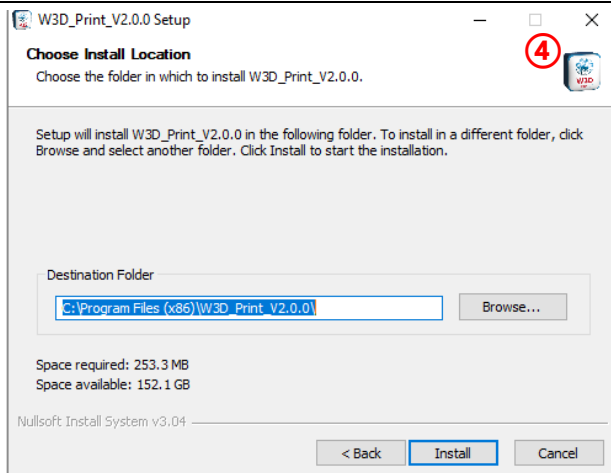 W3D_Print_V2.0.0 Setup
Choose Install Location
④
Choose the folder in which to install W3D_Print_V2.0.0.
W3D
Setup will install W3D_Print_V2.0.0 in the following folder. To install in a different folder, click
Browse and select another folder. Click Install to start the installation.
Destination Folder
C:\Program Files (x86)\W3D_Print_V2.0.0\
Browse...
Space required: 253.3 MB
Space available: 152.1 GB
Nullsoft Install System v3.04
< Back
Install
Cancel